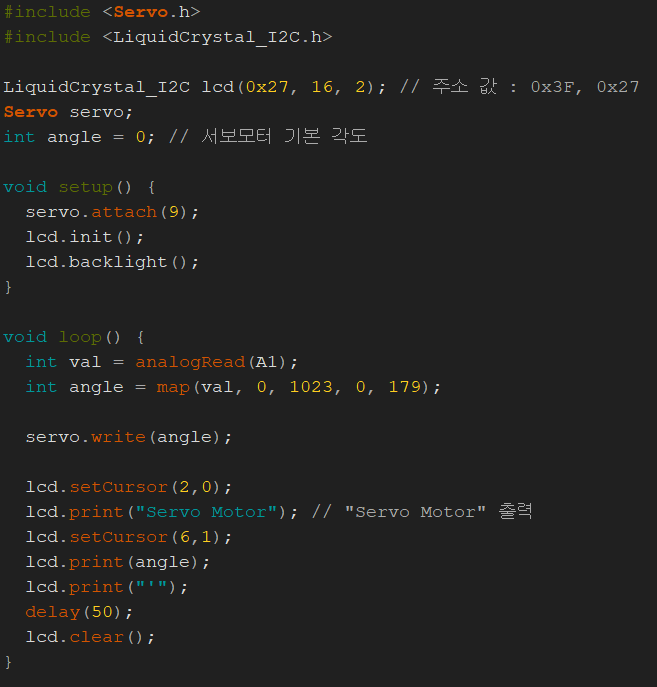 #include <Servo.h>
#include <LiquidCrystal_I2C.h>
LiquidCrystal_I2C lcd(0x27, 16, 2); // 주소 값 : 0x3F, 0x27
Servo servo;
int angle = 0; // 서보모터 기본 각도
void setup() {
  servo.attach(9);
  lcd.init();
  lcd.backlight();
}
void loop() {
  int val = analogRead(A1);
  int angle = map(val, 0, 1023, 0, 179);
  servo.write(angle);
  lcd.setCursor(2,0);
  lcd.print("Servo Motor"); // "Servo Motor" 출력
  lcd.setCursor(6,1);
  lcd.print(angle);
  lcd.print("'");
  delay(50);
  lcd.clear();
}